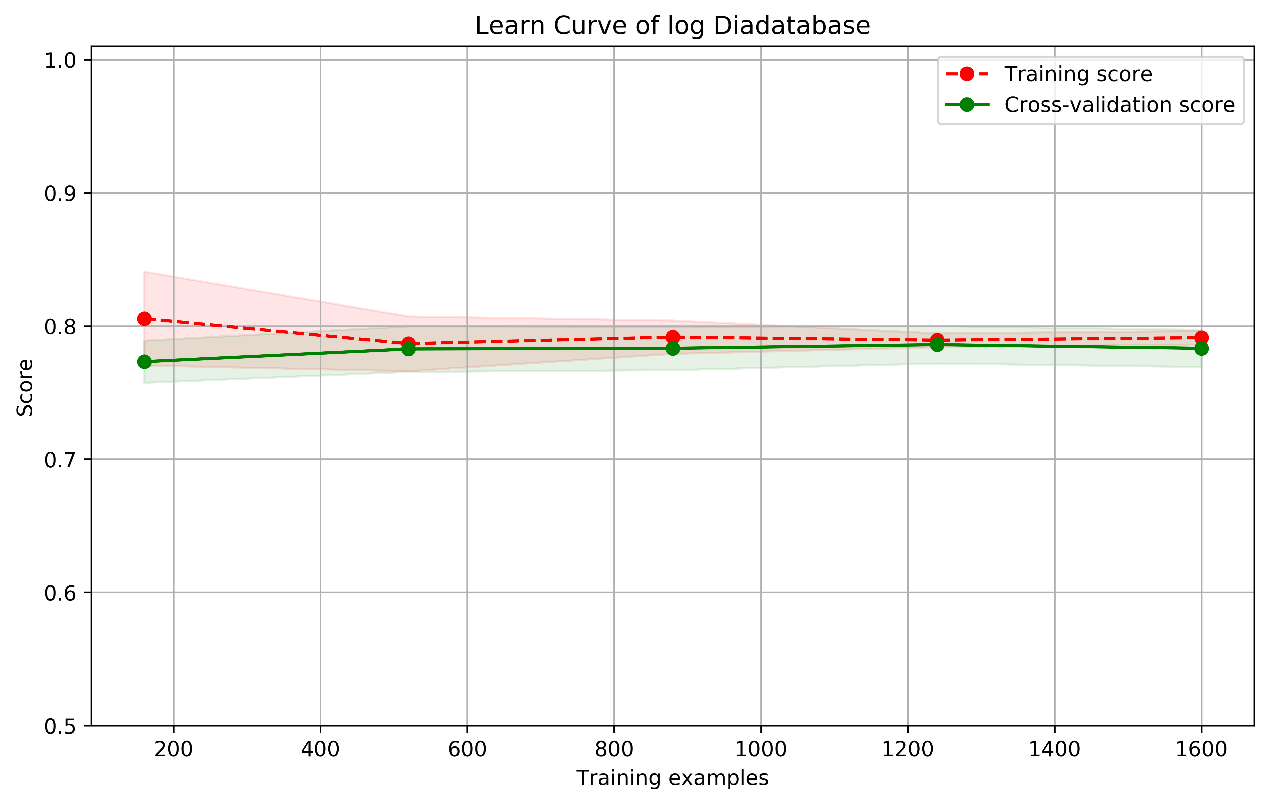 Learn Curve of log Diadatabase
Training score
Cross-validation score
1.0
0.9
0.8
0.7
0.6
0.5
Score
200 400 600 800 1000 1200 1400 1600
Training examples